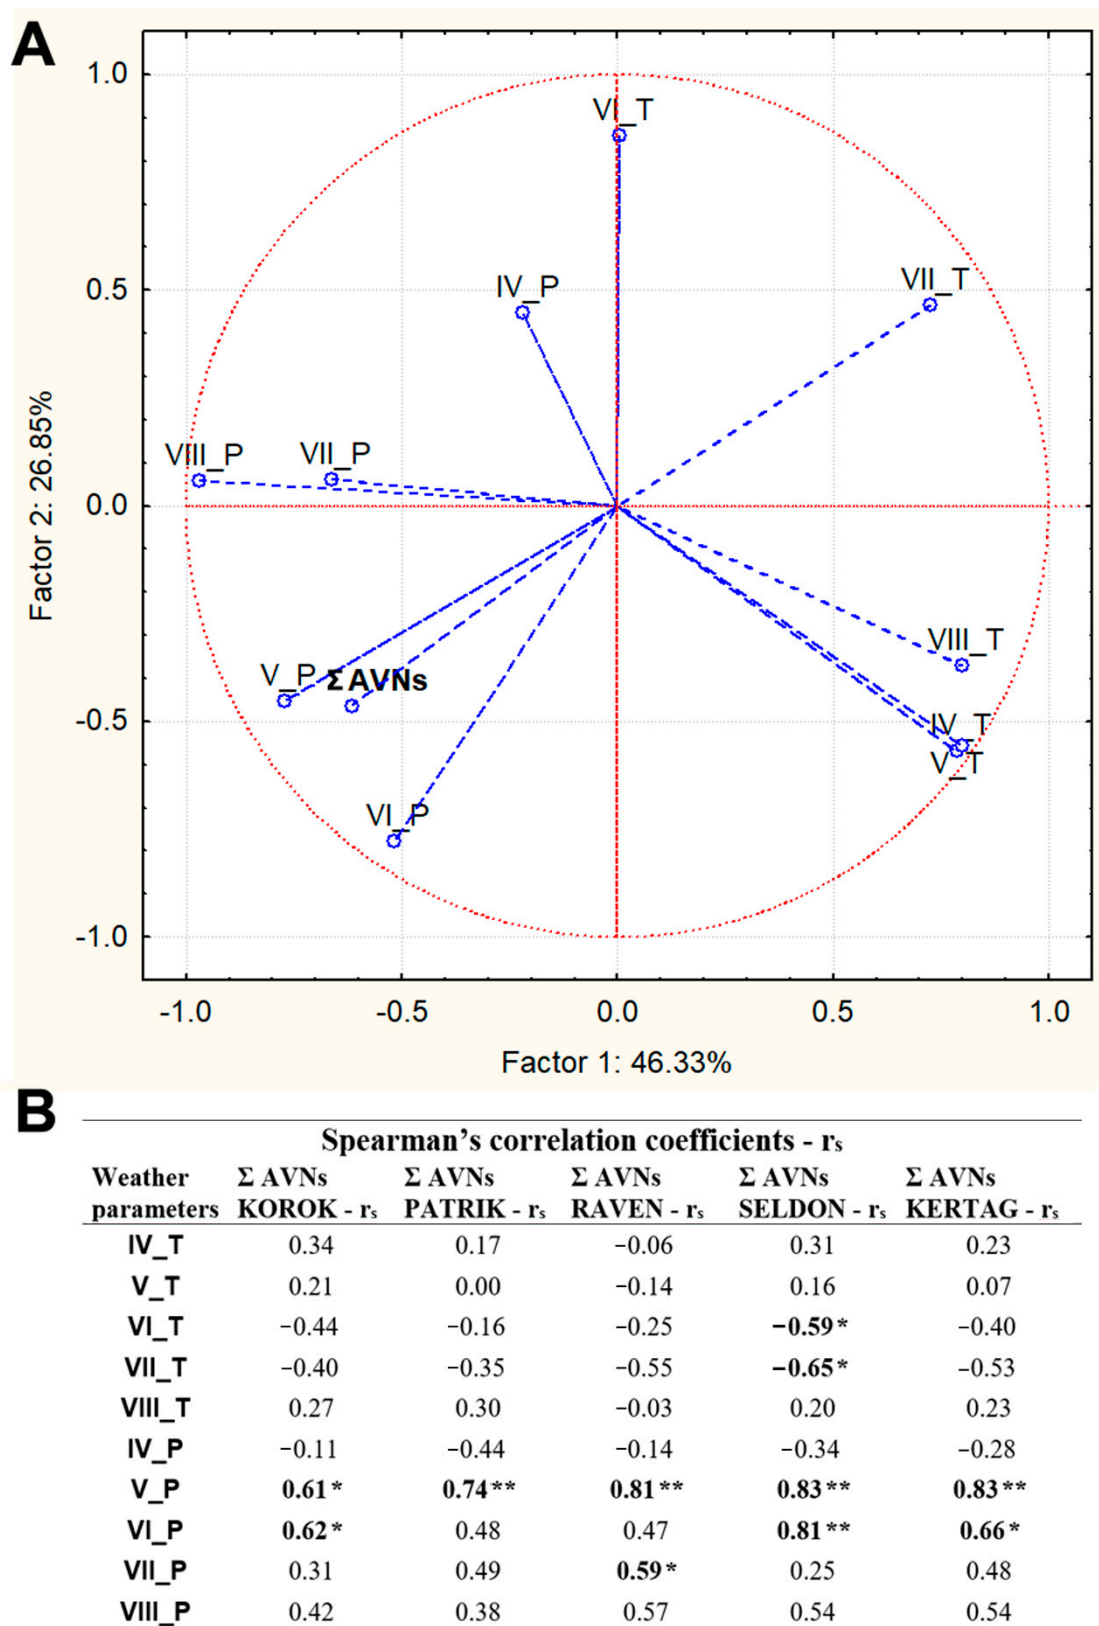 A
1.0
0.5
0.0
-0.5
-1.0
Factor 2: 26.85%
VI_T
IV_P
VII_T
VIII_P
VII_P
V_P
Σ AVNs
VIII_T
IV_T
V_T
VI_P
-1.0 -0.5 0.0 0.5 1.0
Factor 1: 46.33%
B
Spearman's correlation coefficients - rₛ
Weather Σ AVNs Σ AVNs Σ AVNs Σ AVNs Σ AVNs
parameters KOROK - rₛ PATRIK - rₛ RAVEN - rₛ SELDON - rₛ KERTAG - rₛ
IV_T 0.34 0.17 −0.06 0.31 0.23
V_T 0.21 0.00 −0.14 0.16 0.07
VI_T −0.44 −0.16 −0.25 −0.59 * −0.40
VII_T −0.40 −0.35 −0.55 −0.65 * −0.53
VIII_T 0.27 0.30 −0.03 0.20 0.23
IV_P −0.11 −0.44 −0.14 −0.34 −0.28
V_P 0.61 * 0.74 ** 0.81 ** 0.83 ** 0.83 **
VI_P 0.62 * 0.48 0.47 0.81 ** 0.66 *
VII_P 0.31 0.49 0.59 * 0.25 0.48
VIII_P 0.42 0.38 0.57 0.54 0.54